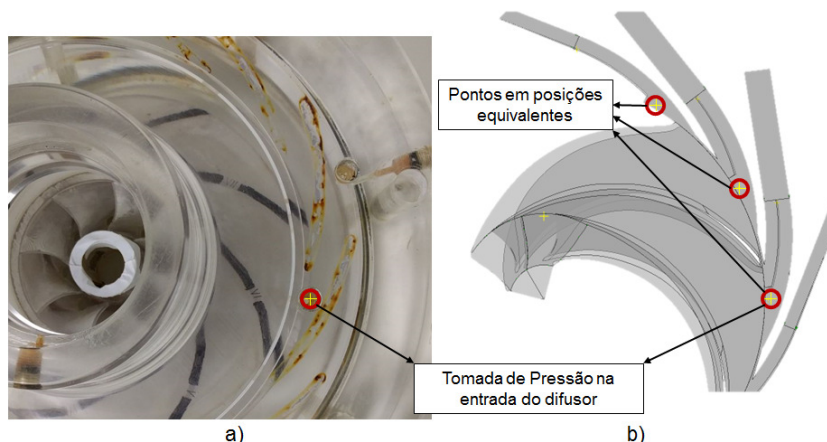 Pontos em posições
equivalentes
Tomada de Pressão na
entrada do difusor
a)
b)